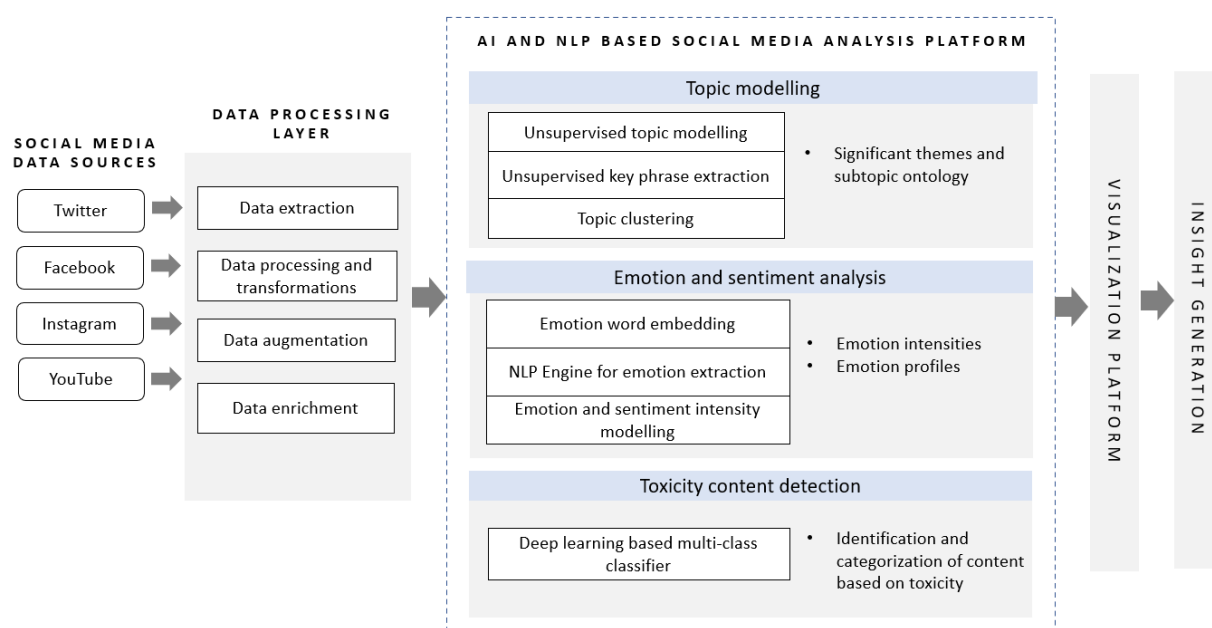 SOCIAL MEDIA
DATA SOURCES
Twitter
Facebook
Instagram
YouTube
DATA PROCESSING
LAYER
Data extraction
Data processing and
transformations
Data augmentation
Data enrichment
AI AND NLP BASED SOCIAL MEDIA ANALYSIS PLATFORM
Topic modelling
Unsupervised topic modelling
Unsupervised key phrase extraction
Topic clustering
• Significant themes and
subtopic ontology
Emotion and sentiment analysis
Emotion word embedding
NLP Engine for emotion extraction
Emotion and sentiment intensity
modelling
• Emotion intensities
• Emotion profiles
Toxicity content detection
Deep learning based multi-class
classifier
• Identification and
categorization of content
based on toxicity
VISUALIZATION PLATFORM
INSIGHT GENERATION